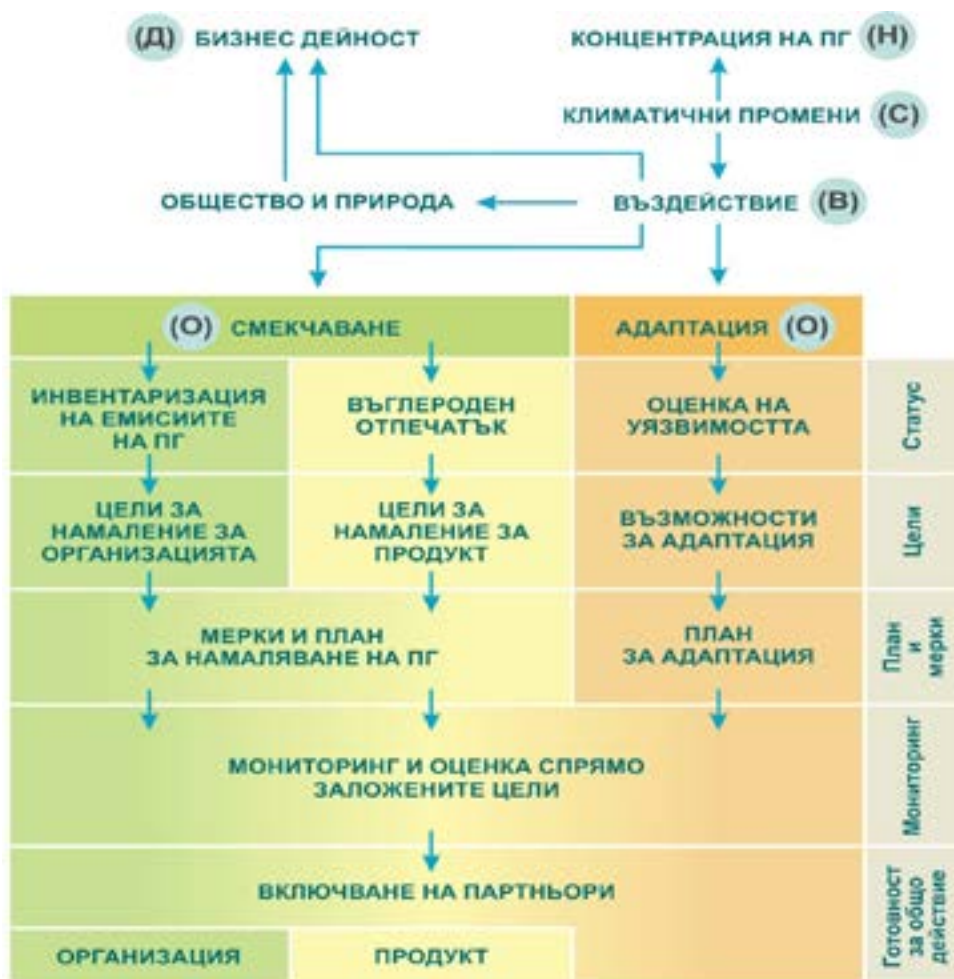 (Д) БИЗНЕС ДЕЙНОСТ
КОНЦЕНТРАЦИЯ НА ПГ (Н)
КЛИМАТИЧНИ ПРОМЕНИ (С)
ОБЩЕСТВО И ПРИРОДА
ВЪЗДЕЙСТВИЕ (В)
(О) СМЕКЧАВАНЕ
АДАПТАЦИЯ (О)
ИНВЕНТАРИЗАЦИЯ
НА ЕМИСИИТЕ
НА ПГ
ВЪГЛЕРОДЕН
ОТПЕЧАТЪК
ОЦЕНКА НА
УЯЗВИМОСТТА
Статус
ЦЕЛИ ЗА
НАМАЛЕНИЕ ЗА
ОРГАНИЗАЦИЯТА
ЦЕЛИ ЗА
НАМАЛЕНИЕ ЗА
ПРОДУКТ
ВЪЗМОЖНОСТИ
ЗА АДАПТАЦИЯ
Цели
МЕРКИ И ПЛАН
ЗА НАМАЛЯВАНЕ НА ПГ
ПЛАН
ЗА АДАПТАЦИЯ
План
и
мерки
МОНИТОРИНГ И ОЦЕНКА СПРЯМО
ЗАЛОЖЕНИТЕ ЦЕЛИ
Мониторинг
ВКЛЮЧВАНЕ НА ПАРТНЬОРИ
Готовност
за общо
действие
ОРГАНИЗАЦИЯ
ПРОДУКТ